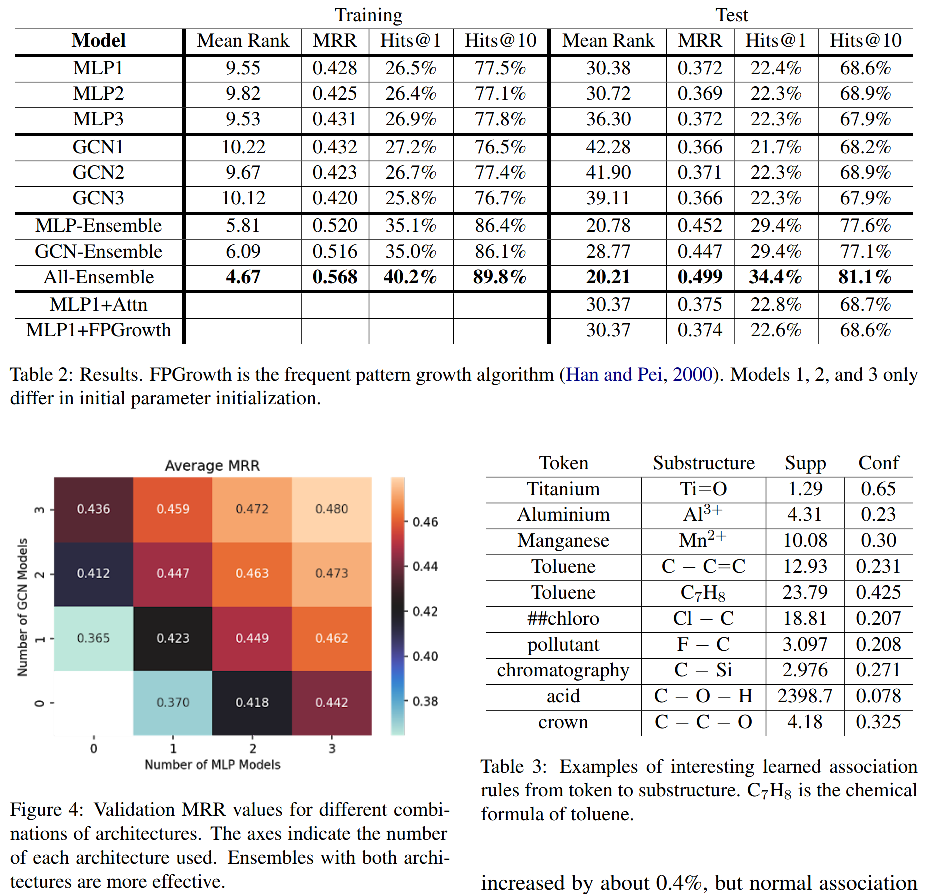 Training Test
Model Mean Rank MRR Hits@1 Hits@10 Mean Rank MRR Hits@1 Hits@10
MLP1 9.55 0.428 26.5% 77.5% 30.38 0.372 22.4% 68.6%
MLP2 9.82 0.425 26.4% 77.1% 30.72 0.369 22.3% 68.9%
MLP3 9.53 0.431 26.9% 77.8% 36.30 0.372 22.3% 67.9%
GCN1 10.22 0.432 27.2% 76.5% 42.28 0.366 21.7% 68.2%
GCN2 9.67 0.423 26.7% 77.4% 41.90 0.371 22.3% 68.9%
GCN3 10.12 0.420 25.8% 76.7% 39.11 0.366 22.3% 67.9%
MLP-Ensemble 5.81 0.520 35.1% 86.4% 20.78 0.452 29.4% 77.6%
GCN-Ensemble 6.09 0.516 35.0% 86.1% 28.77 0.447 29.4% 77.1%
All-Ensemble 4.67 0.568 40.2% 89.8% 20.21 0.499 34.4% 81.1%
MLP1+Attn 30.37 0.375 22.8% 68.7%
MLP1+FPGrowth 30.37 0.374 22.6% 68.6%
Table 2: Results. FPGrowth is the frequent pattern growth algorithm (Han and Pei, 2000). Models 1, 2, and 3 only
differ in initial parameter initialization.
Average MRR
Number of GCN Models
3 0.436 0.459 0.472 0.480
2 0.412 0.447 0.463 0.473
1 0.365 0.423 0.449 0.462
0 0.370 0.418 0.442
0 1 2 3
Number of MLP Models
0.46
0.44
0.42
0.40
0.38
Figure 4: Validation MRR values for different combi-
nations of architectures. The axes indicate the number
of each architecture used. Ensembles with both archi-
tectures are more effective.
Token Substructure Supp Conf
Titanium Ti=O 1.29 0.65
Aluminium Al³⁺ 4.31 0.23
Manganese Mn²⁺ 10.08 0.30
Toluene C − C=C 12.93 0.231
Toluene C₇H₈ 23.79 0.425
##chloro Cl − C 18.81 0.207
pollutant F − C 3.097 0.208
chromatography C − Si 2.976 0.271
acid C − O − H 2398.7 0.078
crown C − C − O 4.18 0.325
Table 3: Examples of interesting learned association
rules from token to substructure. C₇H₈ is the chemical
formula of toluene.
increased by about 0.4%, but normal association